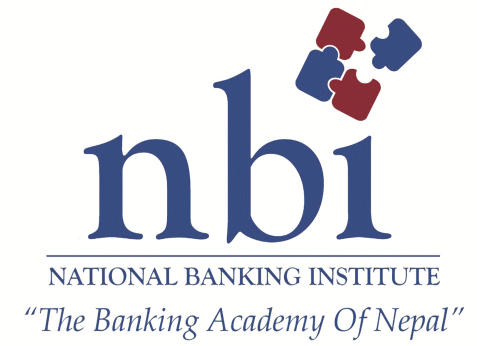 nbi
NATIONAL BANKING INSTITUTE
“The Banking Academy Of Nepal”